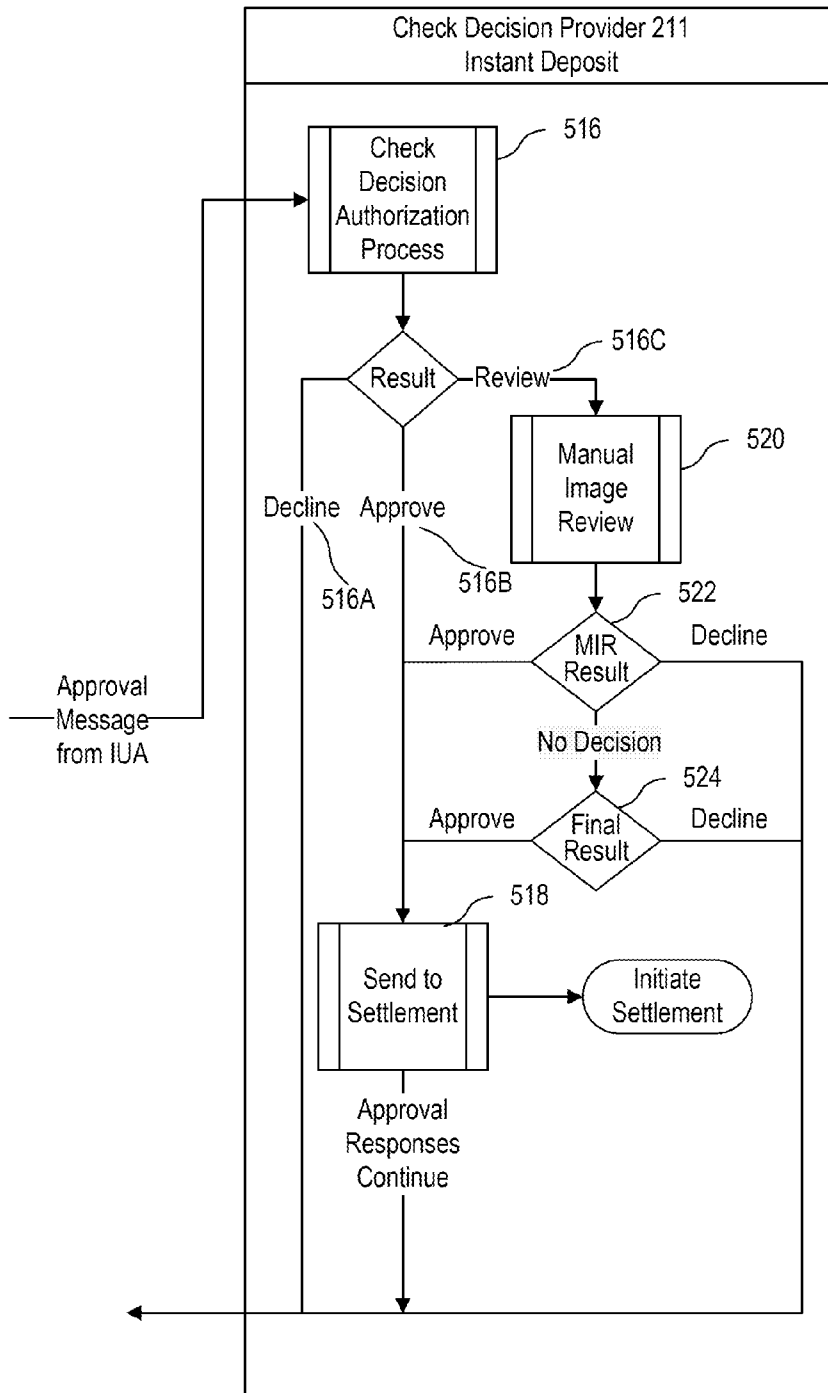 Check Decision Provider 211
Instant Deposit
516
Check
Decision
Authorization
Process
516C
Result
Review
520
Manual
Image
Review
Decline
Approve
516A
516B
522
Approve
MIR
Result
Decline
Approval
Message
from IUA
No Decision
524
Approve
Final
Result
Decline
518
Send to
Settlement
Initiate
Settlement
Approval
Responses
Continue